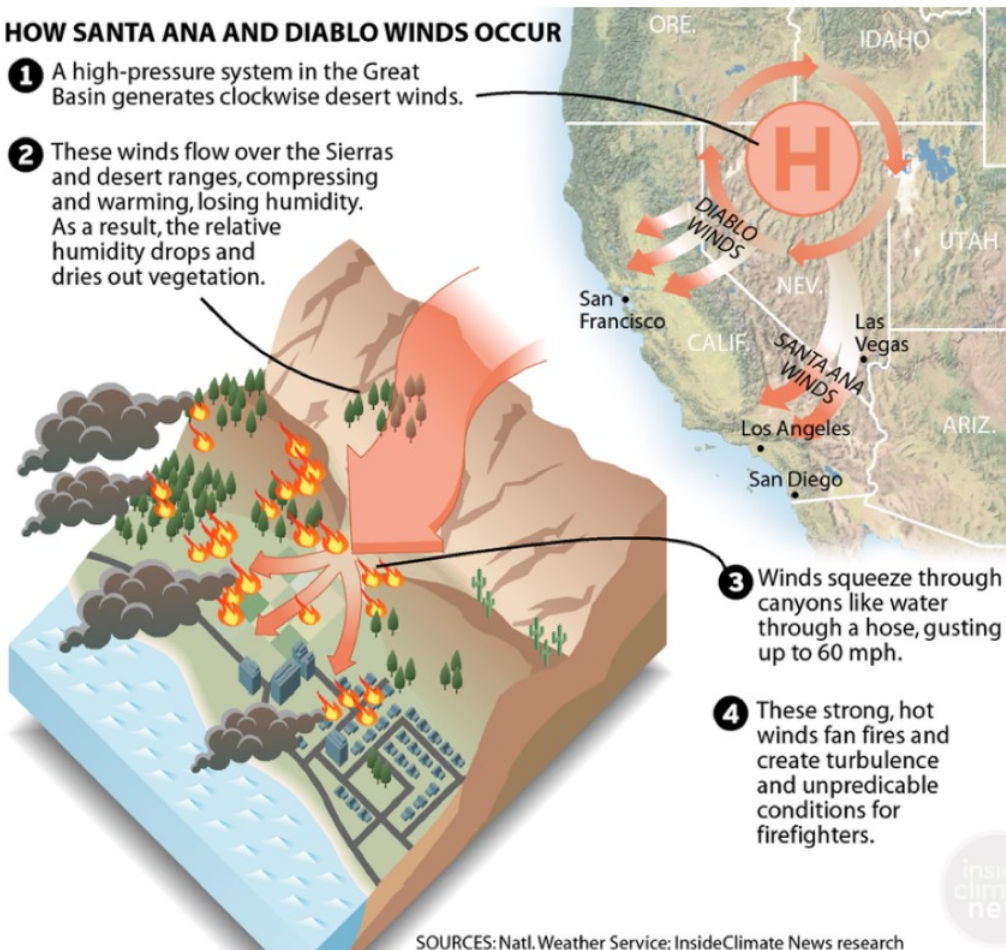 HOW SANTA ANA AND DIABLO WINDS OCCUR
1 A high-pressure system in the Great
Basin generates clockwise desert winds.
2 These winds flow over the Sierras
and desert ranges, compressing
and warming, losing humidity.
As a result, the relative
humidity drops and
dries out vegetation.
ORE.
IDAHO
H
DIABLO
WINDS
UTAH
NEV.
San
Francisco
CALIF.
Las
Vegas
SANTA ANA
WINDS
Los Angeles
ARIZ.
San Diego
3 Winds squeeze through
canyons like water
through a hose, gusting
up to 60 mph.
4 These strong, hot
winds fan fires and
create turbulence
and unpredicable
conditions for
firefighters.
SOURCES: Natl. Weather Service; InsideClimate News research